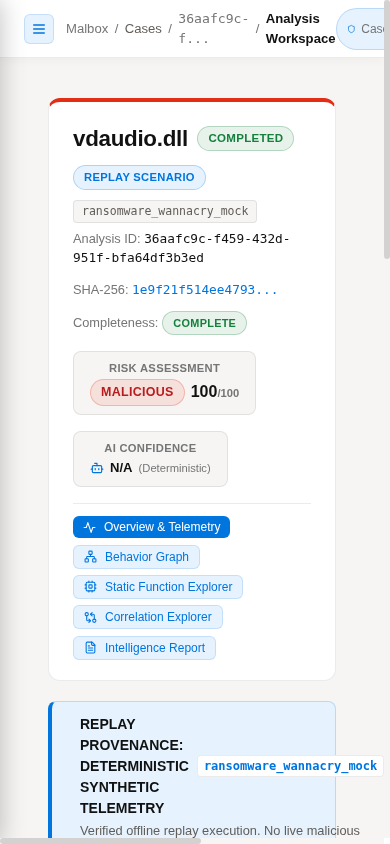 Malbox / Cases / 36aafc9c-f... / Analysis Workspace
vdaudio.dll COMPLETED
REPLAY SCENARIO
ransomware_wannacry_mock
Analysis ID: 36aafc9c-f459-432d-
951f-bfa64df3b3ed
SHA-256: 1e9f21f514ee4793...
Completeness: COMPLETE
RISK ASSESSMENT
MALICIOUS 100/100
AI CONFIDENCE
N/A (Deterministic)
Overview & Telemetry
Behavior Graph
Static Function Explorer
Correlation Explorer
Intelligence Report
REPLAY
PROVENANCE:
DETERMINISTIC ransomware_wannacry_mock
SYNTHETIC
TELEMETRY
Verified offline replay execution. No live malicious